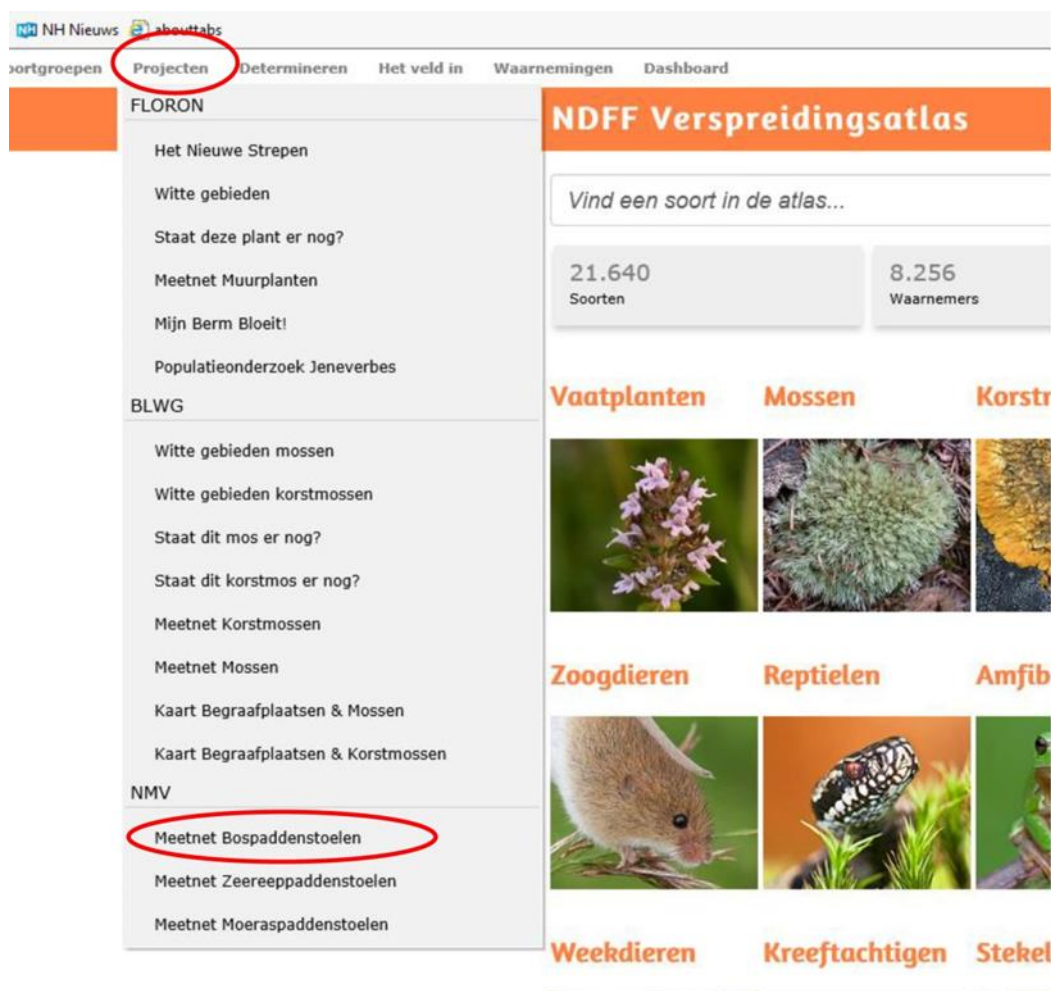 NH NH Nieuws abouttabs
Projecten Determineren Het veld in Waarnemingen Dashboard
FLORON
Het Nieuwe Strepen
Witte gebieden
Staat deze plant er nog?
Meetnet Muurplanten
Mijn Berm Bloeit!
Populatieonderzoek Jeneverbes
BLWG
Witte gebieden mossen
Witte gebieden korstmossen
Staat dit mos er nog?
Staat dit korstmos er nog?
Meetnet Korstmossen
Meetnet Mossen
Kaart Begraafplaatsen & Mossen
Kaart Begraafplaatsen & Korstmossen
NMV
Meetnet Bospaddenstoelen
Meetnet Zeereeppaddenstoelen
Meetnet Moeraspaddenstoelen
NDFF Verspreidingsatlas
Vind een soort in de atlas...
21.640
Soorten
8.256
Waarnemers
Vaatplanten Mossen
Zoogdieren Reptielen
Weekdieren Kreeftachtigen